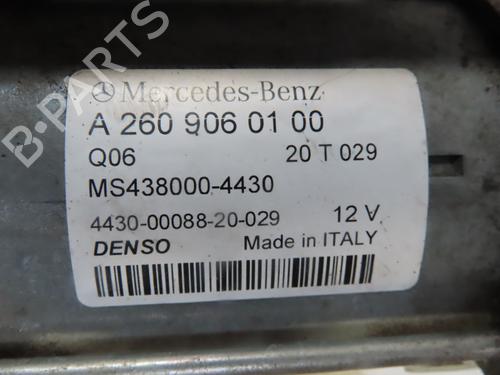 Mercedes-Benz
A 260 906 01 00
Q06 20 T 029
MS438000-4430
4430-00088-20-029 12 V
DENSO Made in ITALY